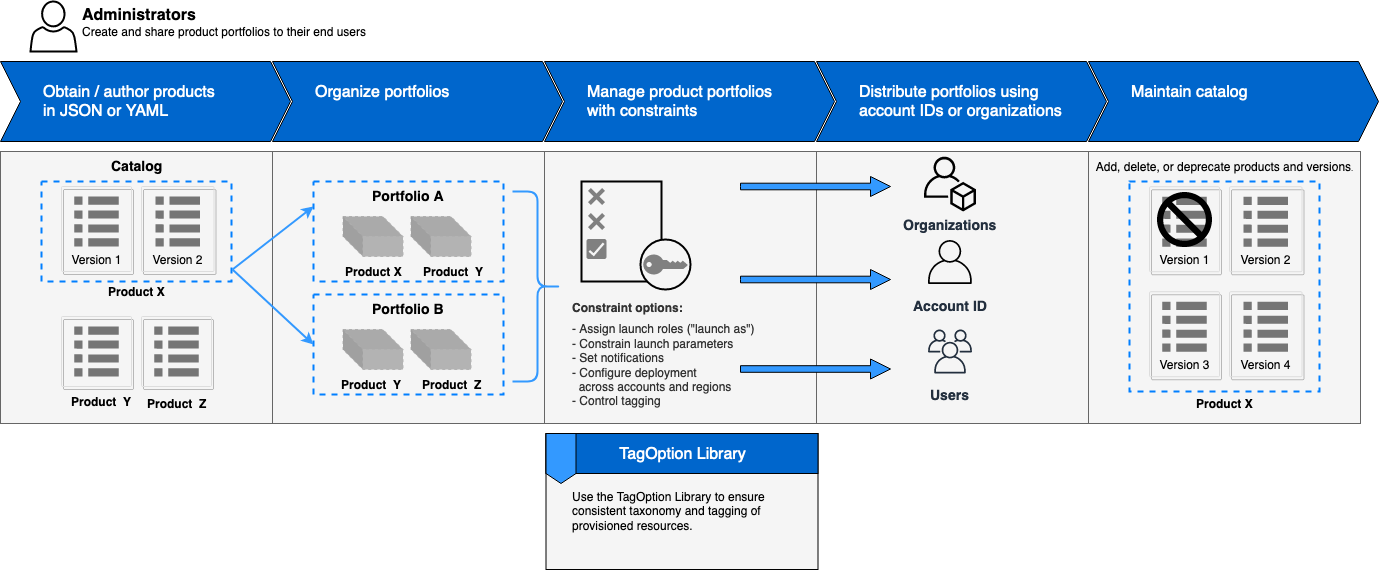 Administrators
Create and share product portfolios to their end users
Obtain / author products
in JSON or YAML
Organize portfolios
Manage product portfolios
with constraints
Distribute portfolios using
account IDs or organizations
Maintain catalog
Catalog
Version 1
Version 2
Product X
Product Y
Product Z
Portfolio A
Product X
Product Y
Portfolio B
Product Y
Product Z
Constraint options:
- Assign launch roles ("launch as")
- Constrain launch parameters
- Set notifications
- Configure deployment
across accounts and regions
- Control tagging
Organizations
Account ID
Users
Add, delete, or deprecate products and versions.
Version 1
Version 2
Version 3
Version 4
Product X
TagOption Library
Use the TagOption Library to ensure
consistent taxonomy and tagging of
provisioned resources.